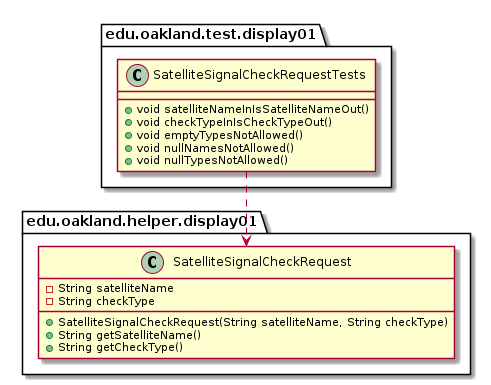 edu.oakland.test.display01
C SatelliteSignalCheckRequestTests
void satelliteNameInIsSatelliteNameOut()
void checkTypeInIsCheckTypeOut()
void emptyTypesNotAllowed()
void nullNamesNotAllowed()
void nullTypesNotAllowed()
edu.oakland.helper.display01
C SatelliteSignalCheckRequest
String satelliteName
String checkType
SatelliteSignalCheckRequest(String satelliteName, String checkType)
String getSatelliteName()
String getCheckType()